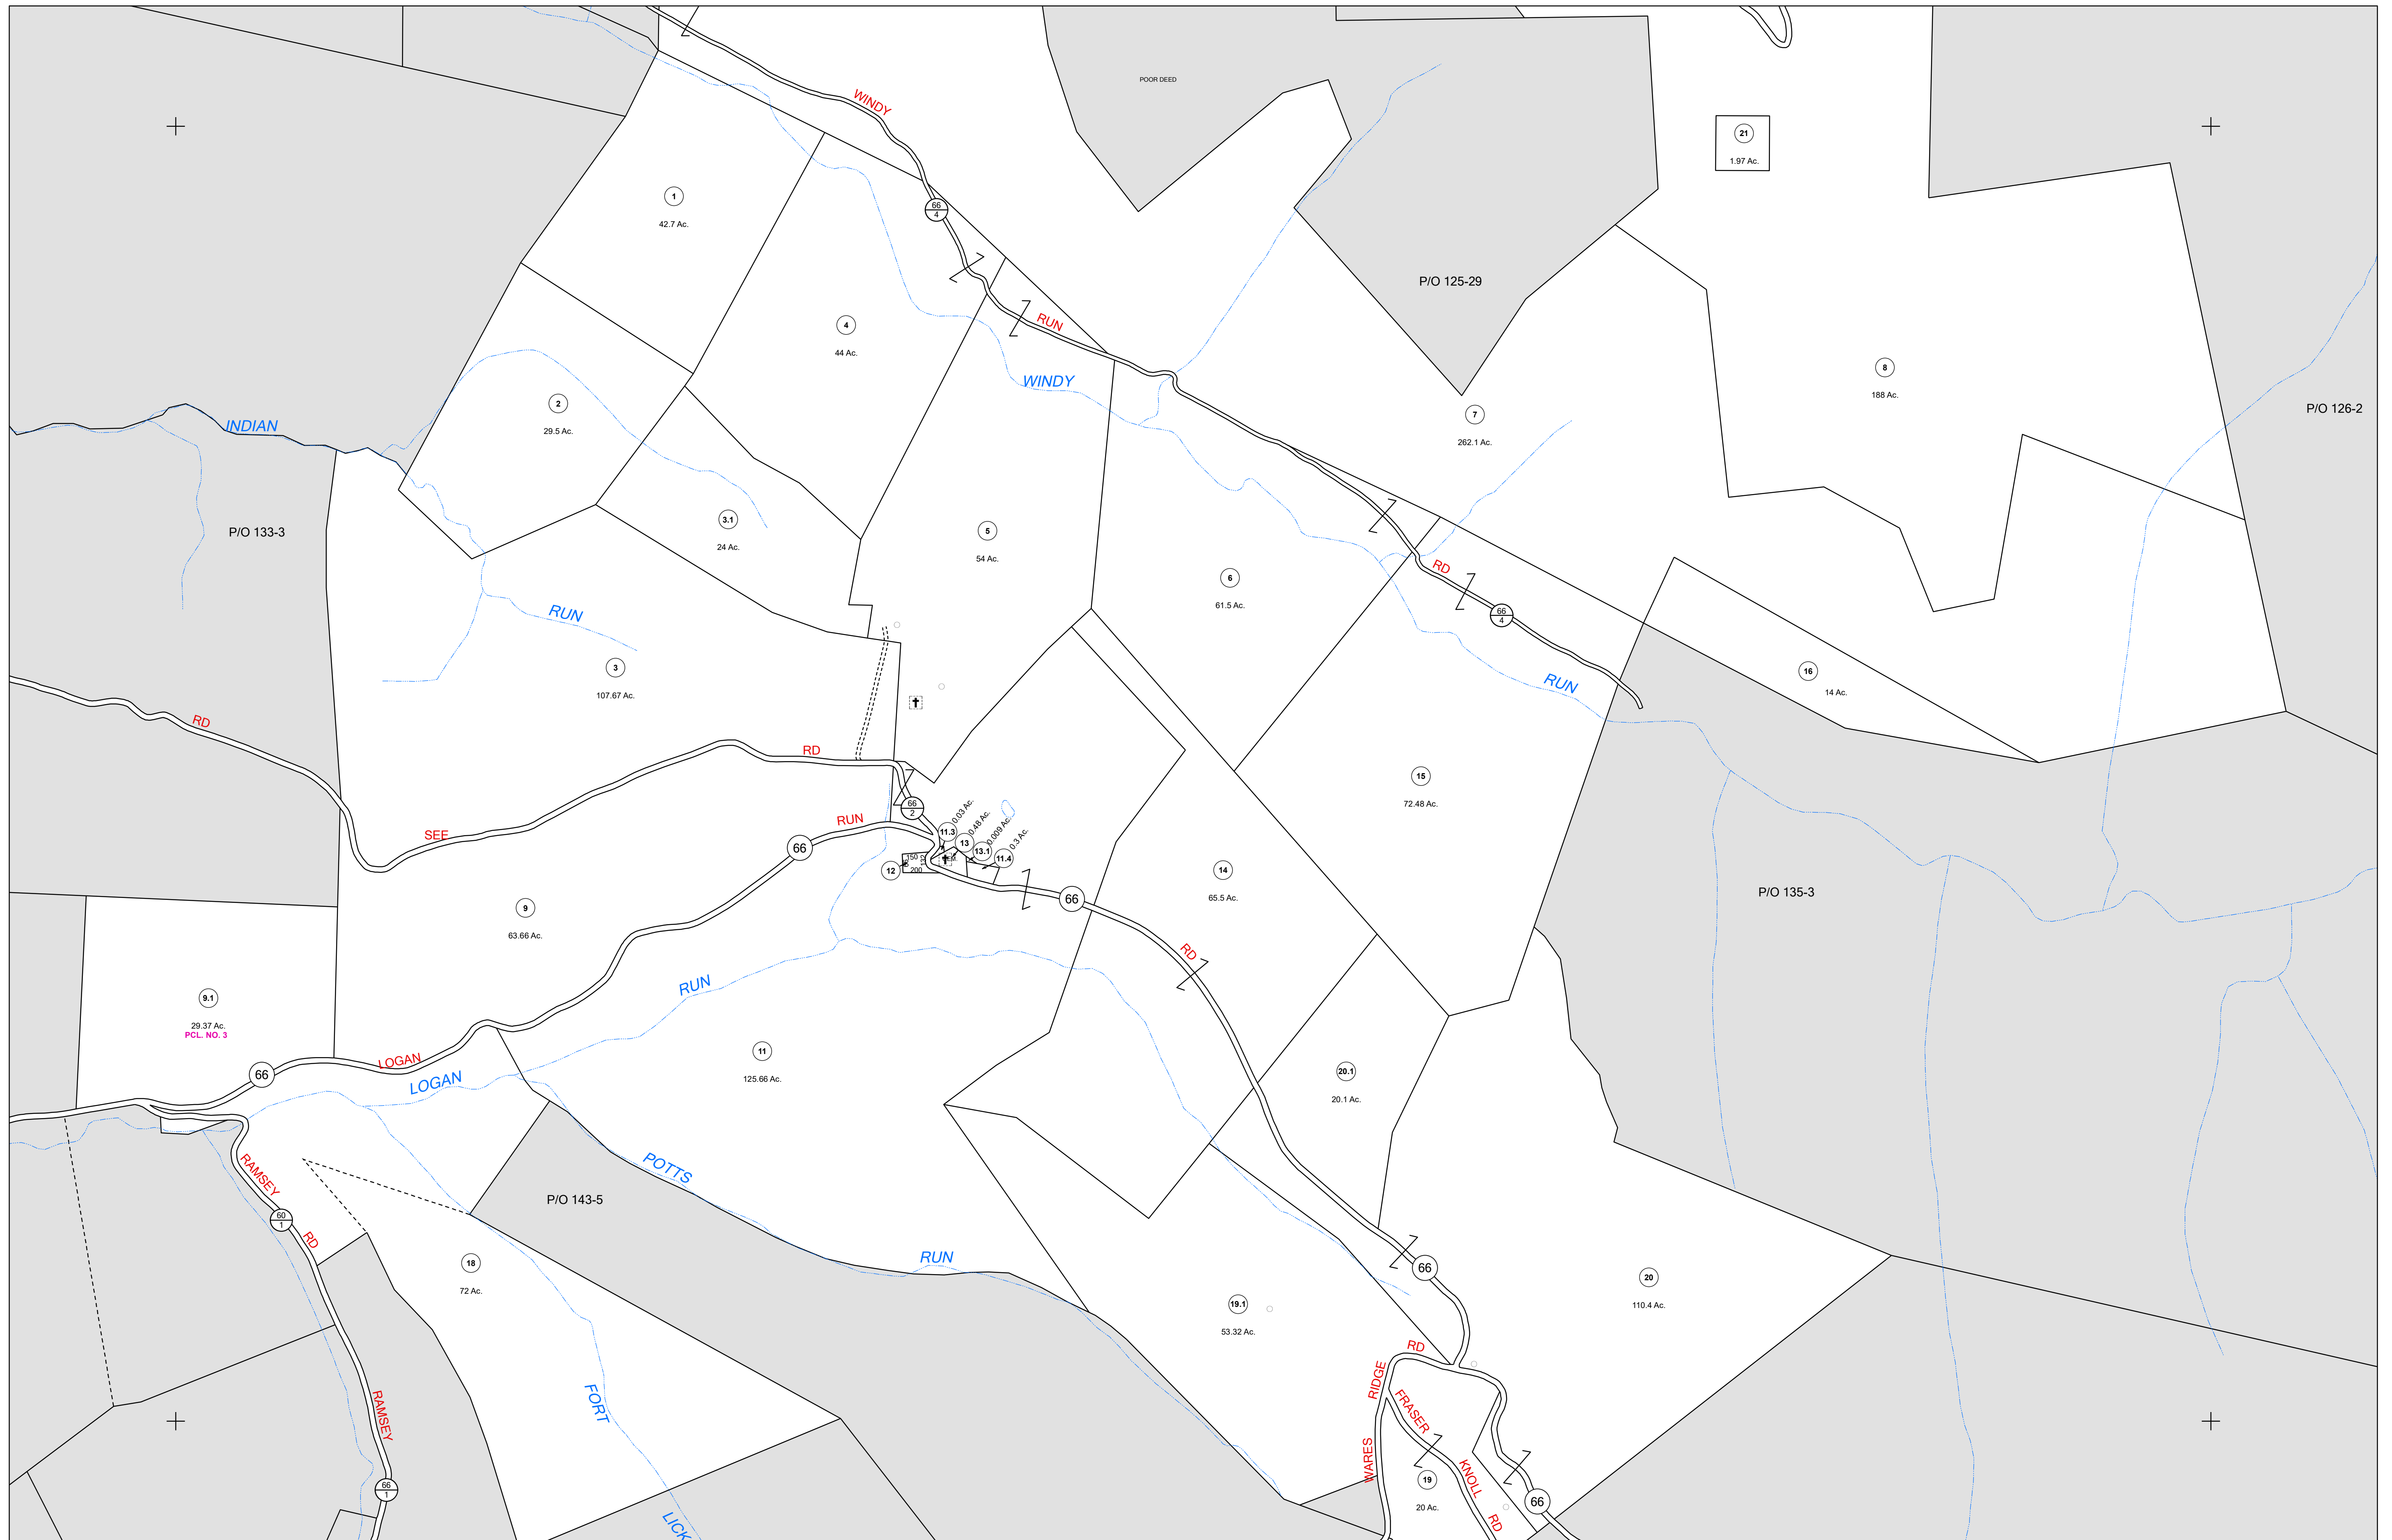 POOR DEED
WINDY
21
1.97 Ac.
1
42.7 Ac.
66
4
P/O 125-29
4
44 Ac.
RUN
WINDY
8
188 Ac.
P/O 126-2
2
29.5 Ac.
7
262.1 Ac.
INDIAN
3.1
24 Ac.
5
54 Ac.
P/O 133-3
6
61.5 Ac.
RD
66
4
RUN
3
107.67 Ac.
RUN
16
14 Ac.
RD
RD
15
72.48 Ac.
66
2
SEE
RUN
66
11.3
0.03 Ac.
13
0.48 Ac.
13.1
0.009 Ac.
11.4
0.3 Ac.
150
132
200
12
66
14
65.5 Ac.
P/O 135-3
9
63.66 Ac.
RD
RUN
9.1
29.37 Ac.
PCL. NO. 3
11
125.66 Ac.
LOGAN
66
LOGAN
20.1
20.1 Ac.
POTTS
RAMSEY
P/O 143-5
60
1
RD
RUN
18
72 Ac.
66
20
110.4 Ac.
19.1
53.32 Ac.
RD
RIDGE
FRASER
FORT
RAMSEY
WARES
KNOLL
19
20 Ac.
66
1
66
LICK
RD